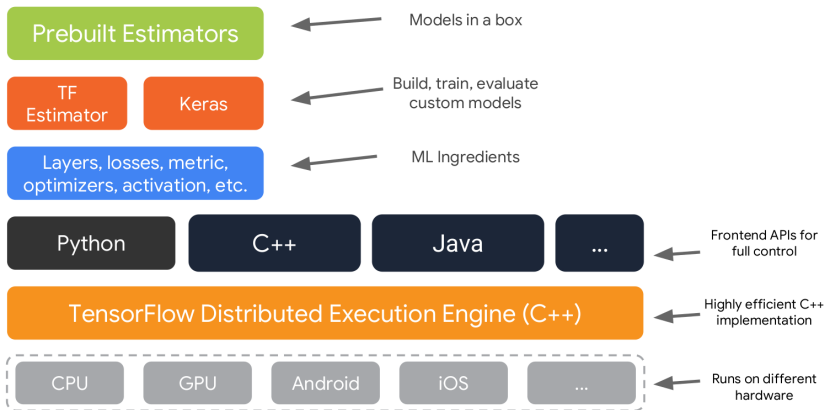 Prebuilt Estimators
Models in a box
TF
Estimator
Keras
Build, train, evaluate
custom models
Layers, losses, metric,
optimizers, activation, etc.
ML Ingredients
Python
C++
Java
...
Frontend APIs for
full control
TensorFlow Distributed Execution Engine (C++)
Highly efficient C++
implementation
CPU
GPU
Android
iOS
...
Runs on different
hardware